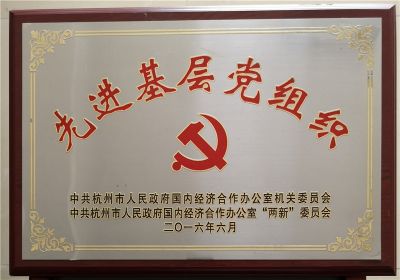 先进基层党组织
中共杭州市人民政府国内经济合作办公室机关委员会
中共杭州市人民政府国内经济合作办公室“两新”委员会
二〇一六年六月